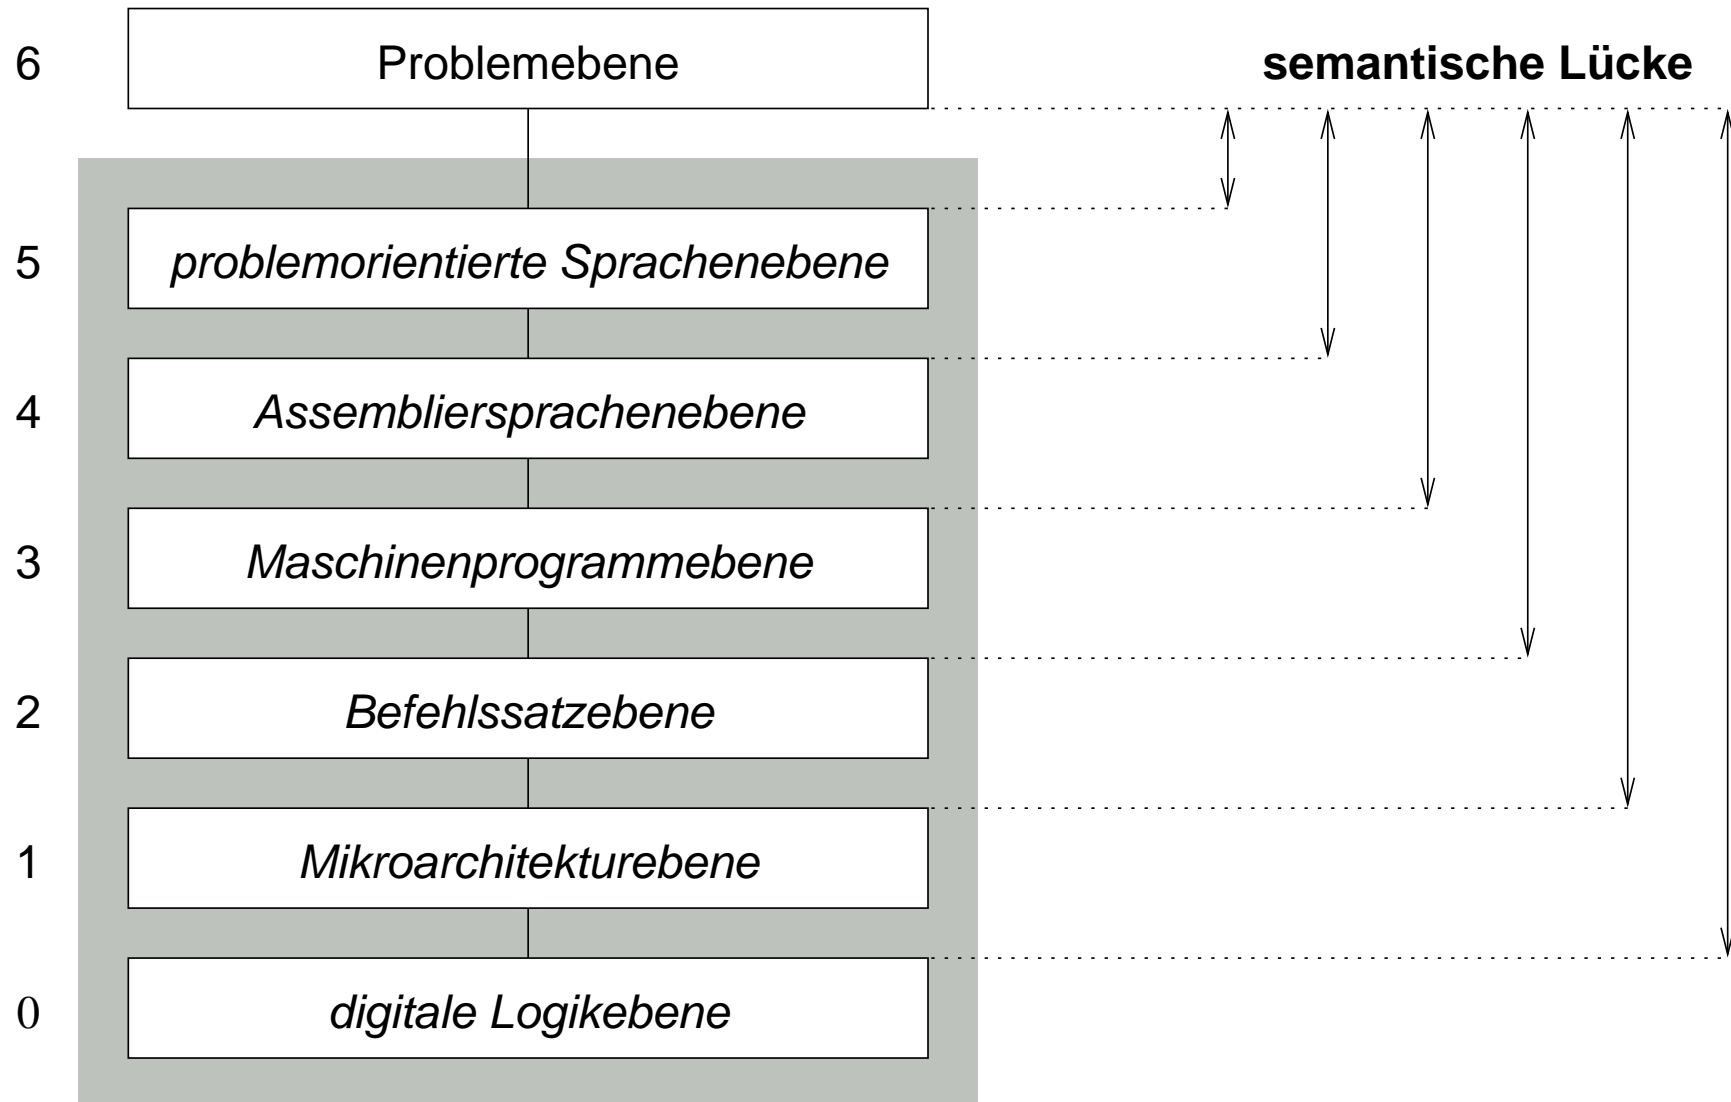 6 Problemebene semantische Lücke
5 problemorientierte Sprachenebene
4 Assembliersprachenebene
3 Maschinenprogrammebene
2 Befehlssatzebene
1 Mikroarchitekturebene
0 digitale Logikebene